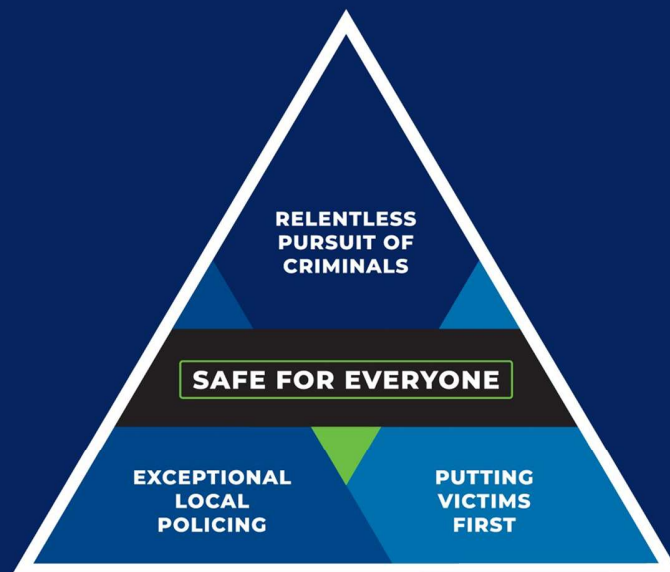 RELENTLESS
PURSUIT OF
CRIMINALS
SAFE FOR EVERYONE
EXCEPTIONAL
LOCAL
POLICING
PUTTING
VICTIMS
FIRST